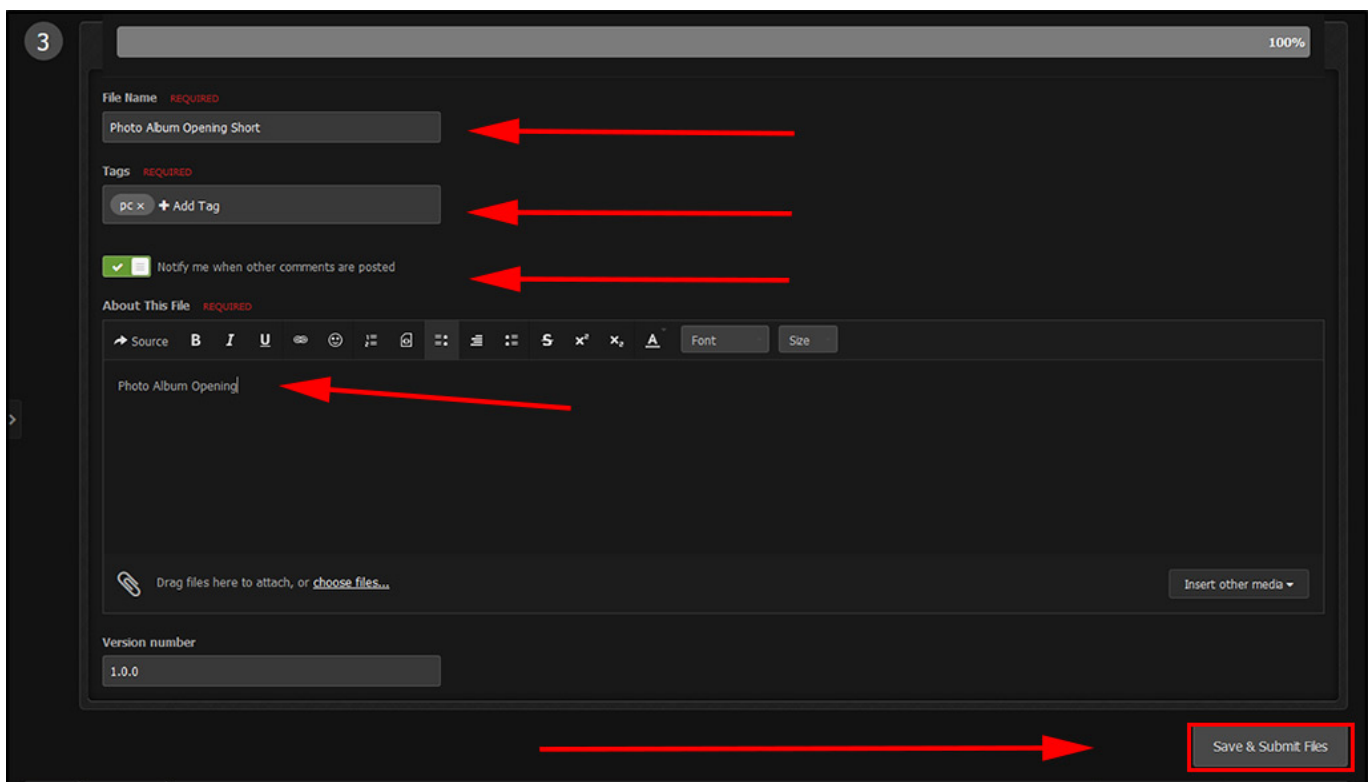 3
100%
File Name REQUIRED
Photo Album Opening Short
Tags REQUIRED
pc × + Add Tag
Notify me when other comments are posted
About This File REQUIRED
Source B I U S x² x₂ A Font Size
Photo Album Opening
Drag files here to attach, or choose files...
Insert other media
Version number
1.0.0
Save & Submit Files